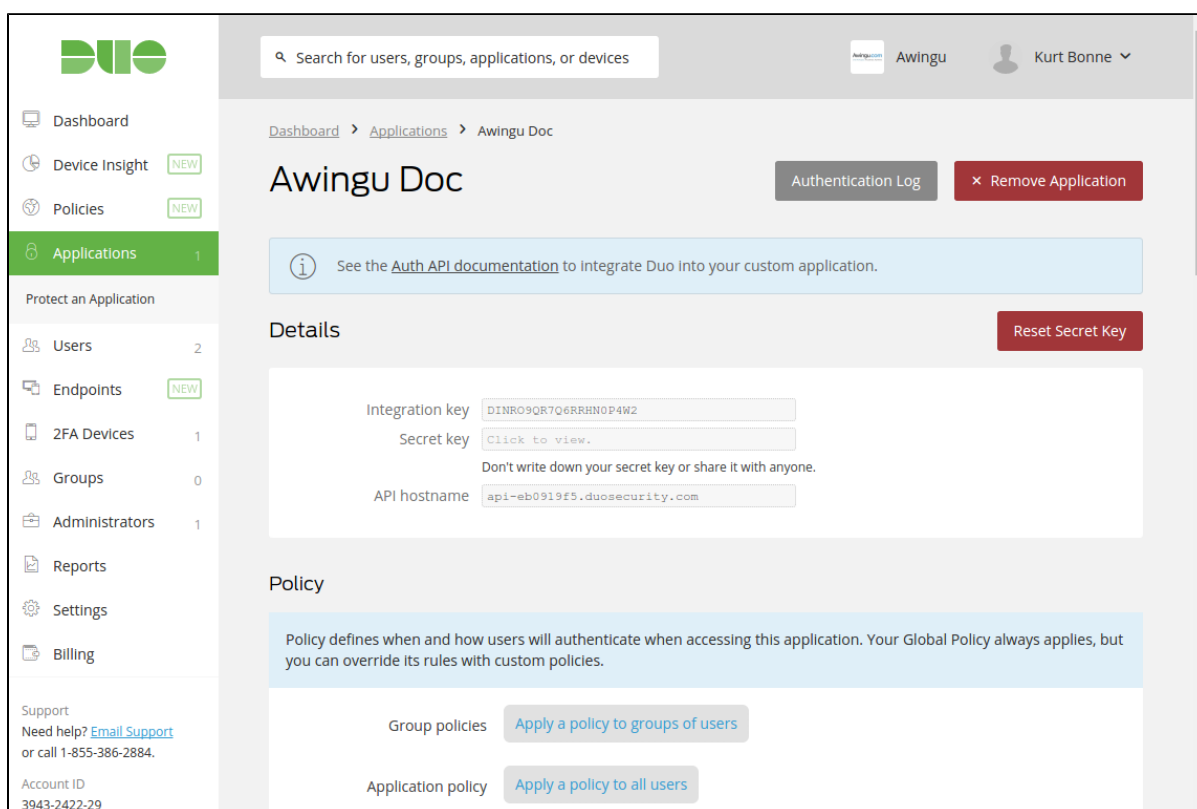 DUO
Search for users, groups, applications, or devices
Awingu
Kurt Bonne
Dashboard
Device Insight NEW
Policies NEW
Applications 1
Protect an Application
Users 2
Endpoints NEW
2FA Devices 1
Groups 0
Administrators 1
Reports
Settings
Billing
Support
Need help? Email Support
or call 1-855-386-2884.
Account ID
3943-2422-29
Dashboard > Applications > Awingu Doc
Awingu Doc
Authentication Log
× Remove Application
See the Auth API documentation to integrate Duo into your custom application.
Details
Reset Secret Key
Integration key DINRO9QR7Q6RRHN0P4W2
Secret key Click to view.
Don't write down your secret key or share it with anyone.
API hostname api-eb0919f5.duosecurity.com
Policy
Policy defines when and how users will authenticate when accessing this application. Your Global Policy always applies, but
you can override its rules with custom policies.
Group policies Apply a policy to groups of users
Application policy Apply a policy to all users